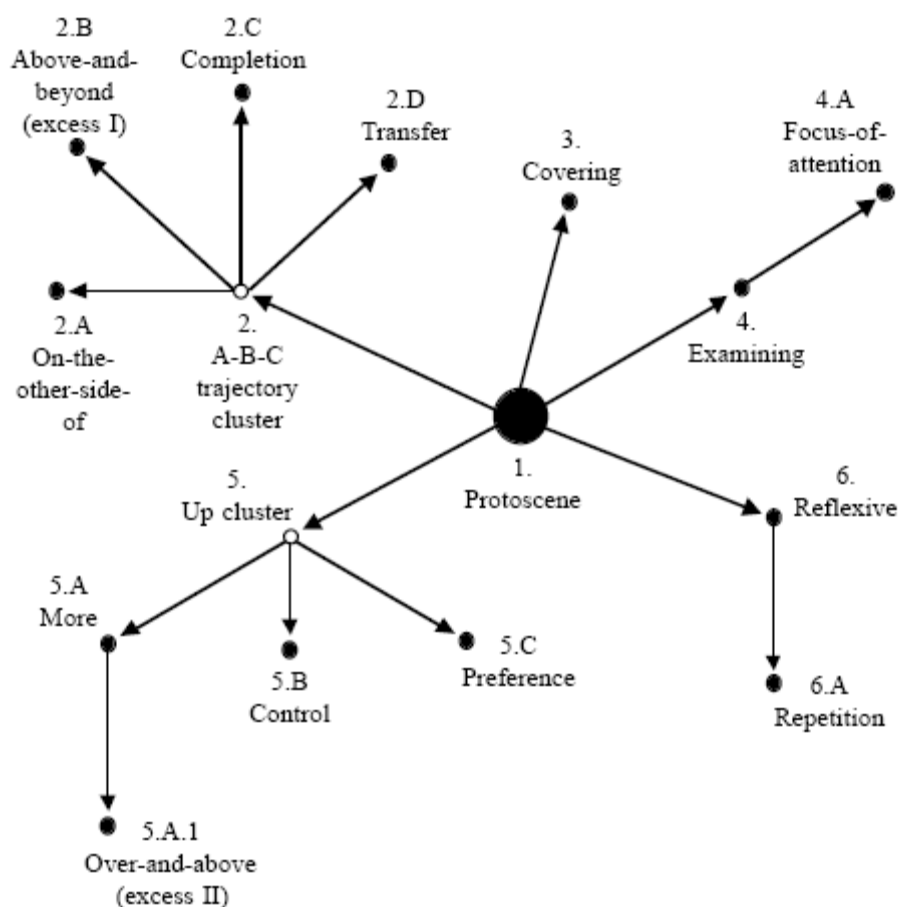 2.B
Above-and-
beyond
(excess I)
2.C
Completion
2.D
Transfer
3.
Covering
4.A
Focus-of-
attention
2.A
On-the-
other-side-
of
2.
A-B-C
trajectory
cluster
4.
Examining
1.
Protoscene
5.
Up cluster
6.
Reflexive
5.A
More
5.B
Control
5.C
Preference
6.A
Repetition
5.A.1
Over-and-above
(excess II)